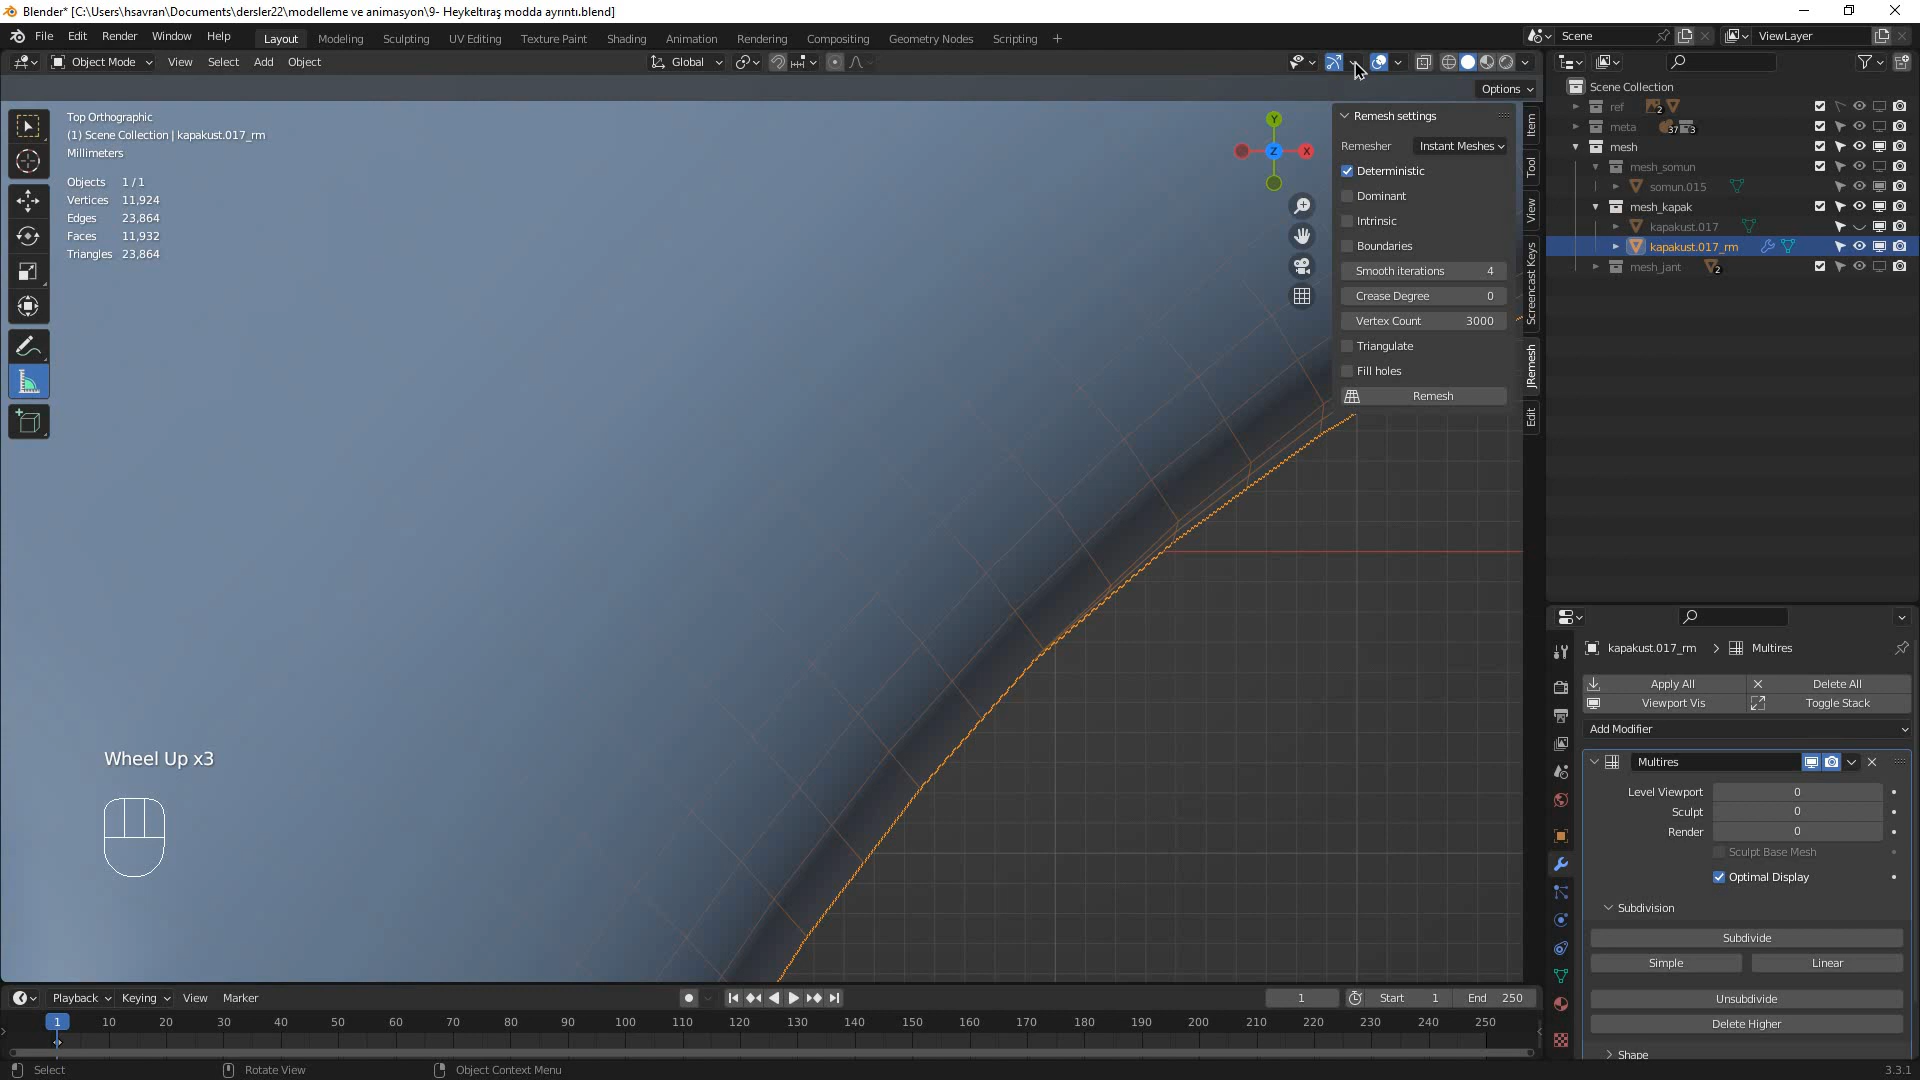 Blender* [C:\Users\hsavran\Documents\dersler22\modelleme ve animasyon\9- Heykeltıraş modda ayrıntı.blend]
File Edit Render Window Help
Layout Modeling Sculpting UV Editing Texture Paint Shading Animation Rendering Compositing Geometry Nodes Scripting +
Scene
ViewLayer
Object Mode View Select Add Object
Global
Options
Top Orthographic
(1) Scene Collection | kapakust.017_rm
Millimeters
Objects 1/1
Vertices 11,924
Edges 23,864
Faces 11,932
Triangles 23,864
Y
Z
X
Remesh settings
Remesher Instant Meshes
Deterministic
Dominant
Intrinsic
Boundaries
Smooth iterations 4
Crease Degree 0
Vertex Count 3000
Triangulate
Fill holes
Remesh
Item
Tool
View
Screencast Keys
JRemesh
Edit
Scene Collection
ref 2
meta 37 3
mesh
mesh_somun
somun.015
mesh_kapak
kapakust.017
kapakust.017_rm
mesh_jant 2
Wheel Up x3
kapakust.017_rm > Multires
Apply All Delete All
Viewport Vis Toggle Stack
Add Modifier
Multires
Level Viewport 0
Sculpt 0
Render 0
Sculpt Base Mesh
Optimal Display
Subdivision
Subdivide
Simple Linear
Unsubdivide
Delete Higher
Shape
Playback Keying View Marker
1
Start 1 End 250
1 10 20 30 40 50 60 70 80 90 100 110 120 130 140 150 160 170 180 190 200 210 220 230 240 250
Select Rotate View Object Context Menu
3.3.1